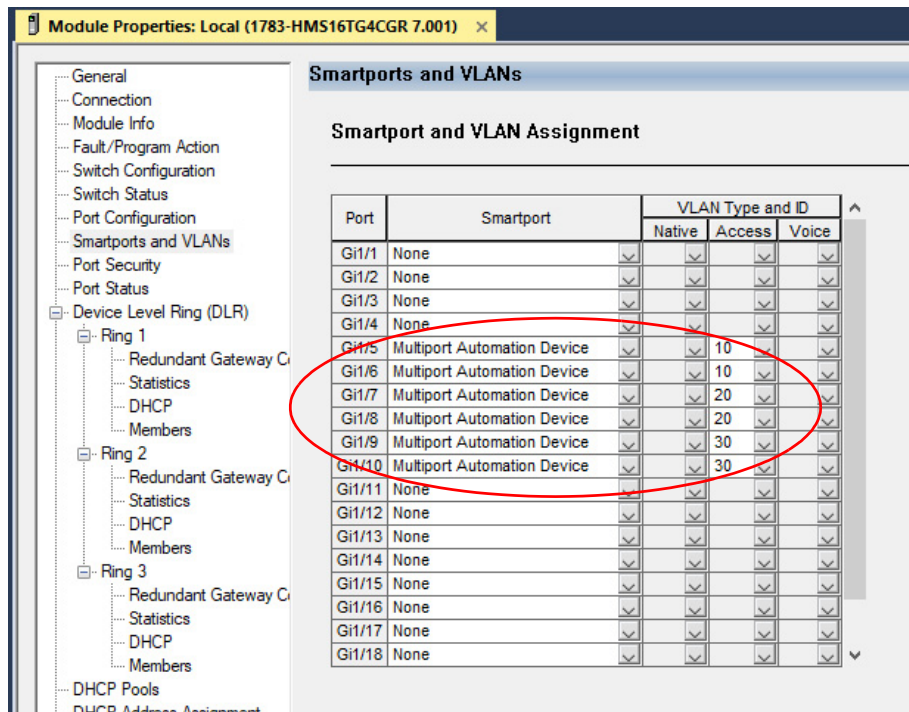 Module Properties: Local (1783-HMS16TG4CGR 7.001) ×
General
Connection
Module Info
Fault/Program Action
Switch Configuration
Switch Status
Port Configuration
Smartports and VLANs
Port Security
Port Status
Device Level Ring (DLR)
Ring 1
Redundant Gateway Co
Statistics
DHCP
Members
Ring 2
Redundant Gateway Co
Statistics
DHCP
Members
Ring 3
Redundant Gateway Co
Statistics
DHCP
Members
DHCP Pools
DHCP Address Assignment
Smartports and VLANs
Smartport and VLAN Assignment
Port Smartport VLAN Type and ID
Native Access Voice
Gi1/1 None
Gi1/2 None
Gi1/3 None
Gi1/4 None
Gi1/5 Multiport Automation Device 10
Gi1/6 Multiport Automation Device 10
Gi1/7 Multiport Automation Device 20
Gi1/8 Multiport Automation Device 20
Gi1/9 Multiport Automation Device 30
Gi1/10 Multiport Automation Device 30
Gi1/11 None
Gi1/12 None
Gi1/13 None
Gi1/14 None
Gi1/15 None
Gi1/16 None
Gi1/17 None
Gi1/18 None